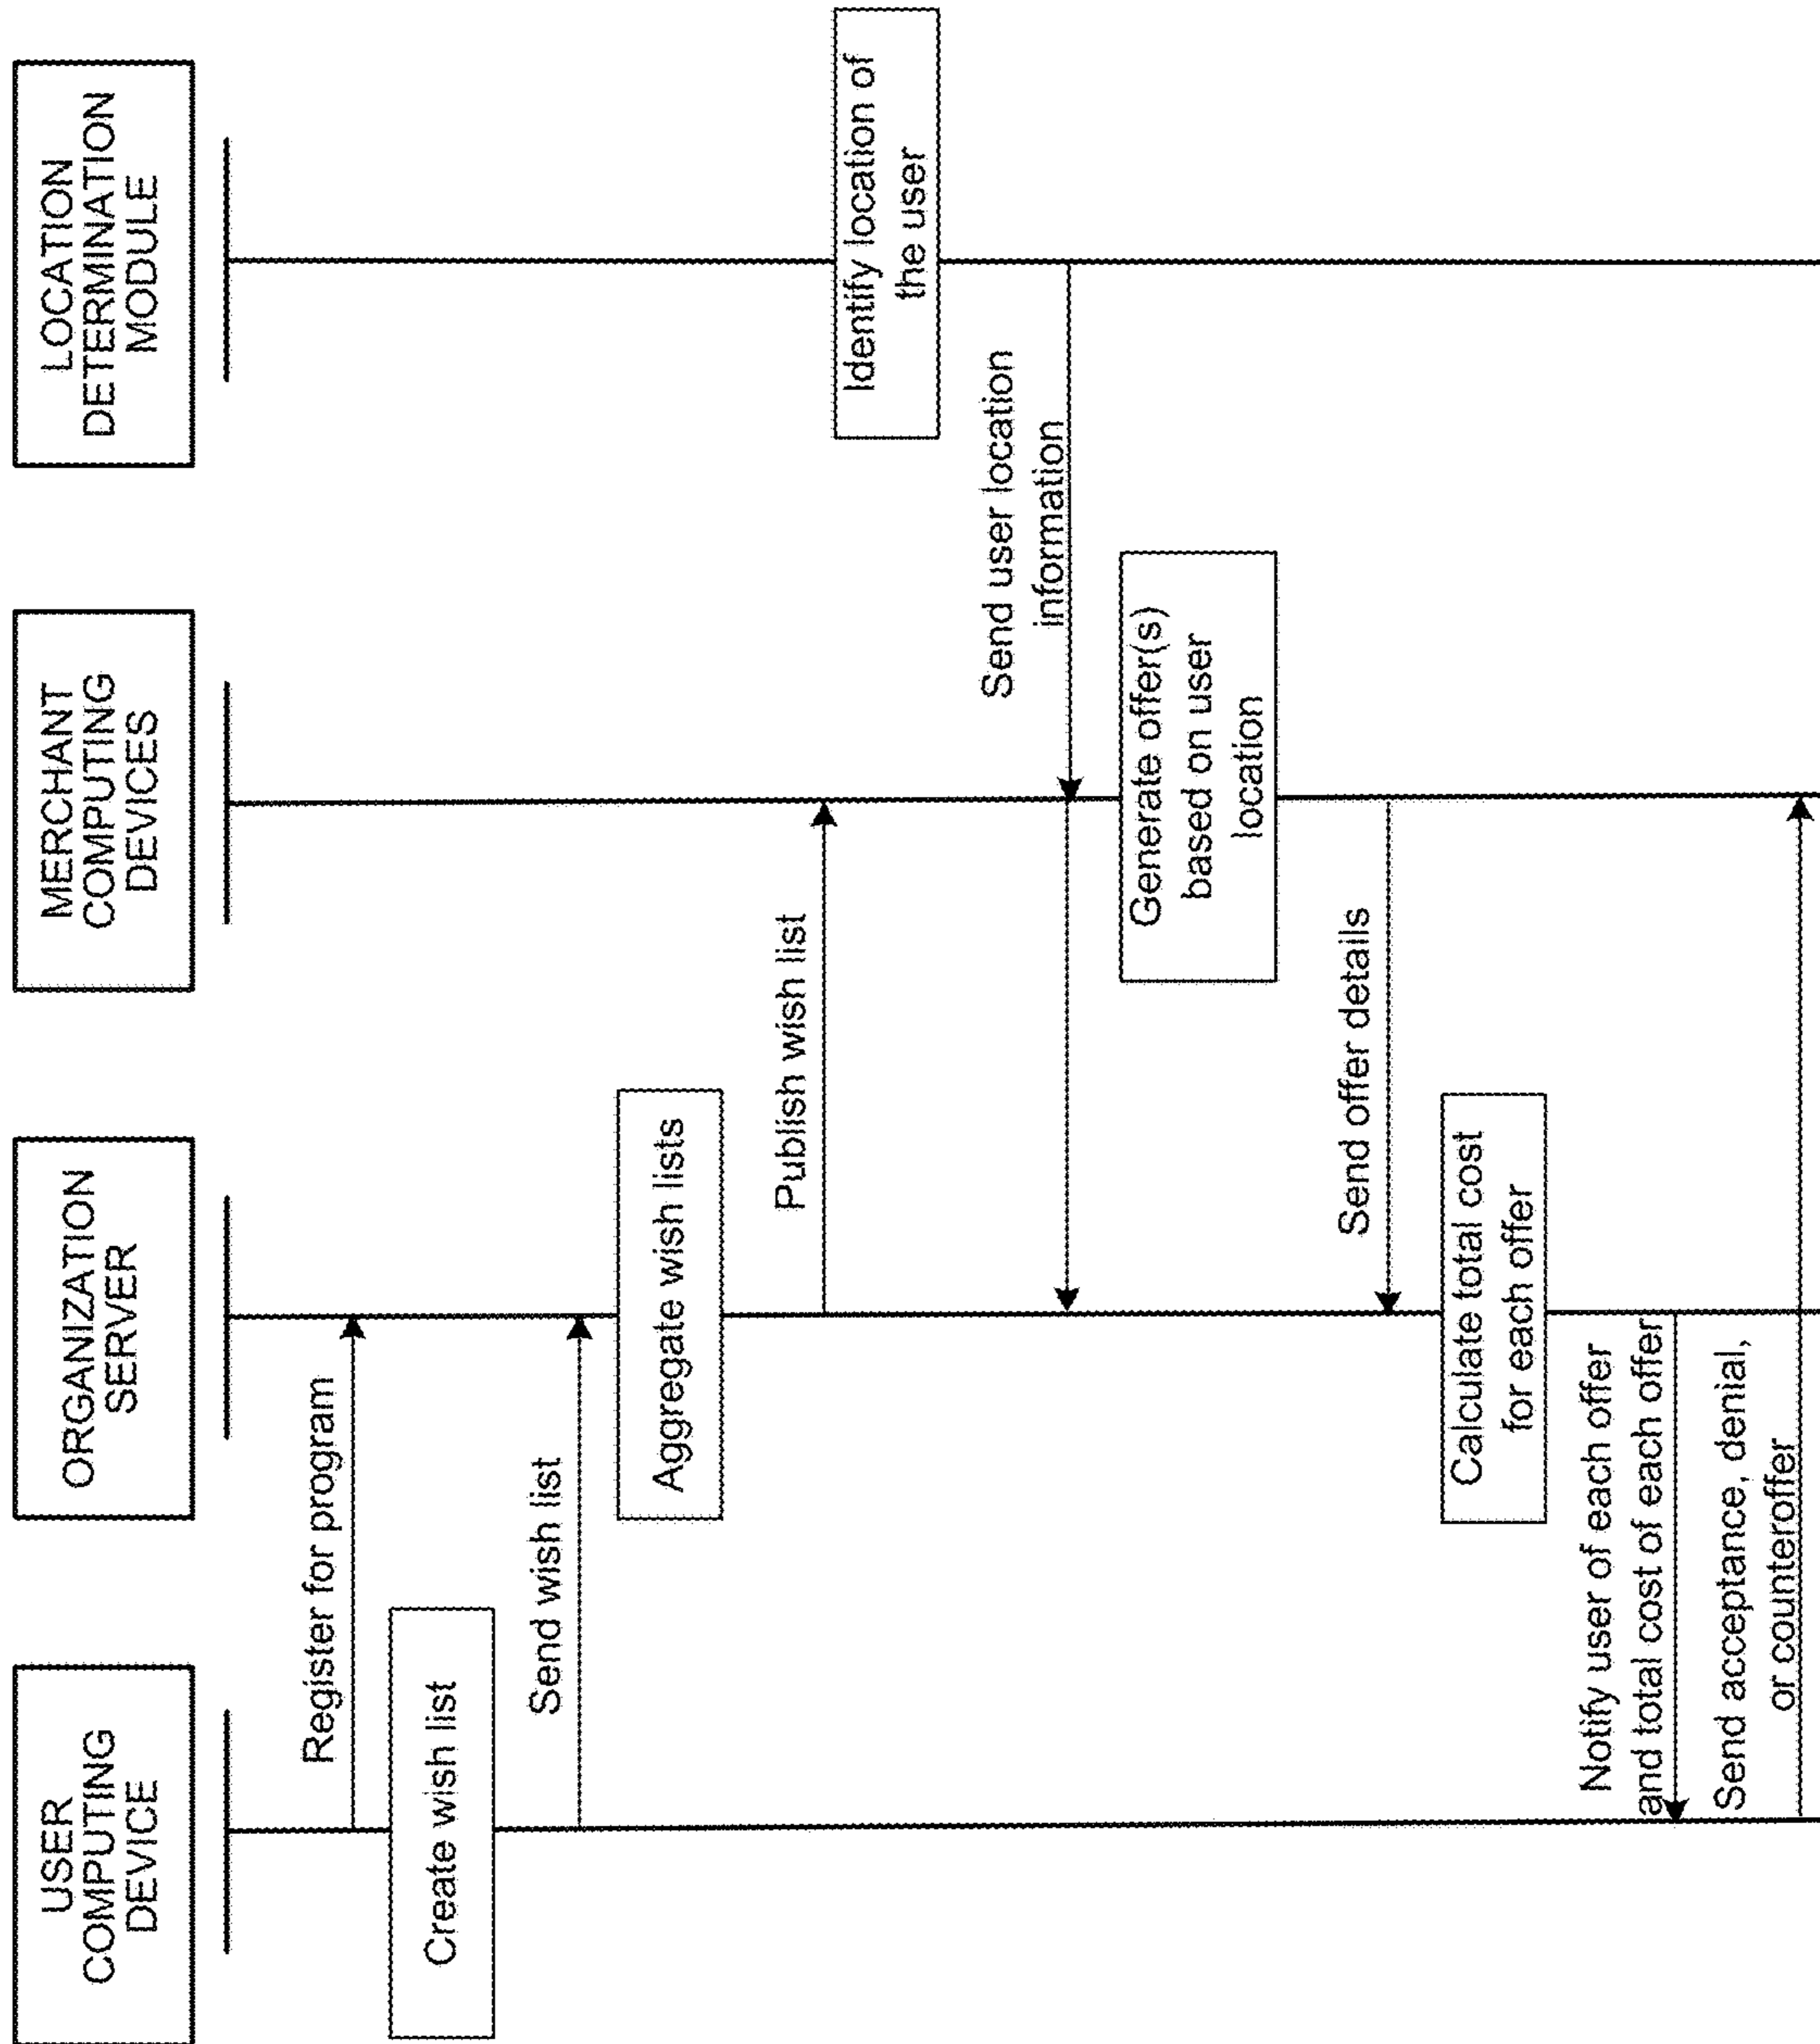 USER
COMPUTING
DEVICE
ORGANIZATION
SERVER
MERCHANT
COMPUTING
DEVICES
LOCATION
DETERMINATION
MODULE
Register for program
Create wish list
Send wish list
Aggregate wish lists
Publish wish list
Identify location of
the user
Send user location
information
Generate offer(s)
based on user
location
Send offer details
Calculate total cost
for each offer
Notify user of each offer
and total cost of each offer
Send acceptance, denial,
or counteroffer